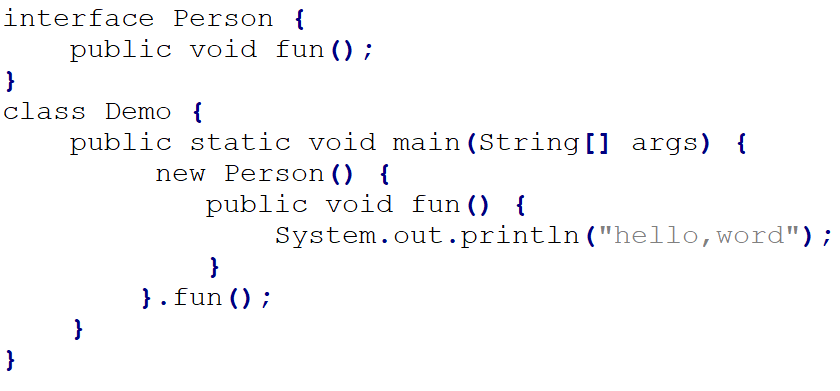 interface Person {
    public void fun();
}
class Demo {
    public static void main(String[] args) {
         new Person() {
            public void fun() {
                System.out.println("hello,word");
            }
        }.fun();
    }
}